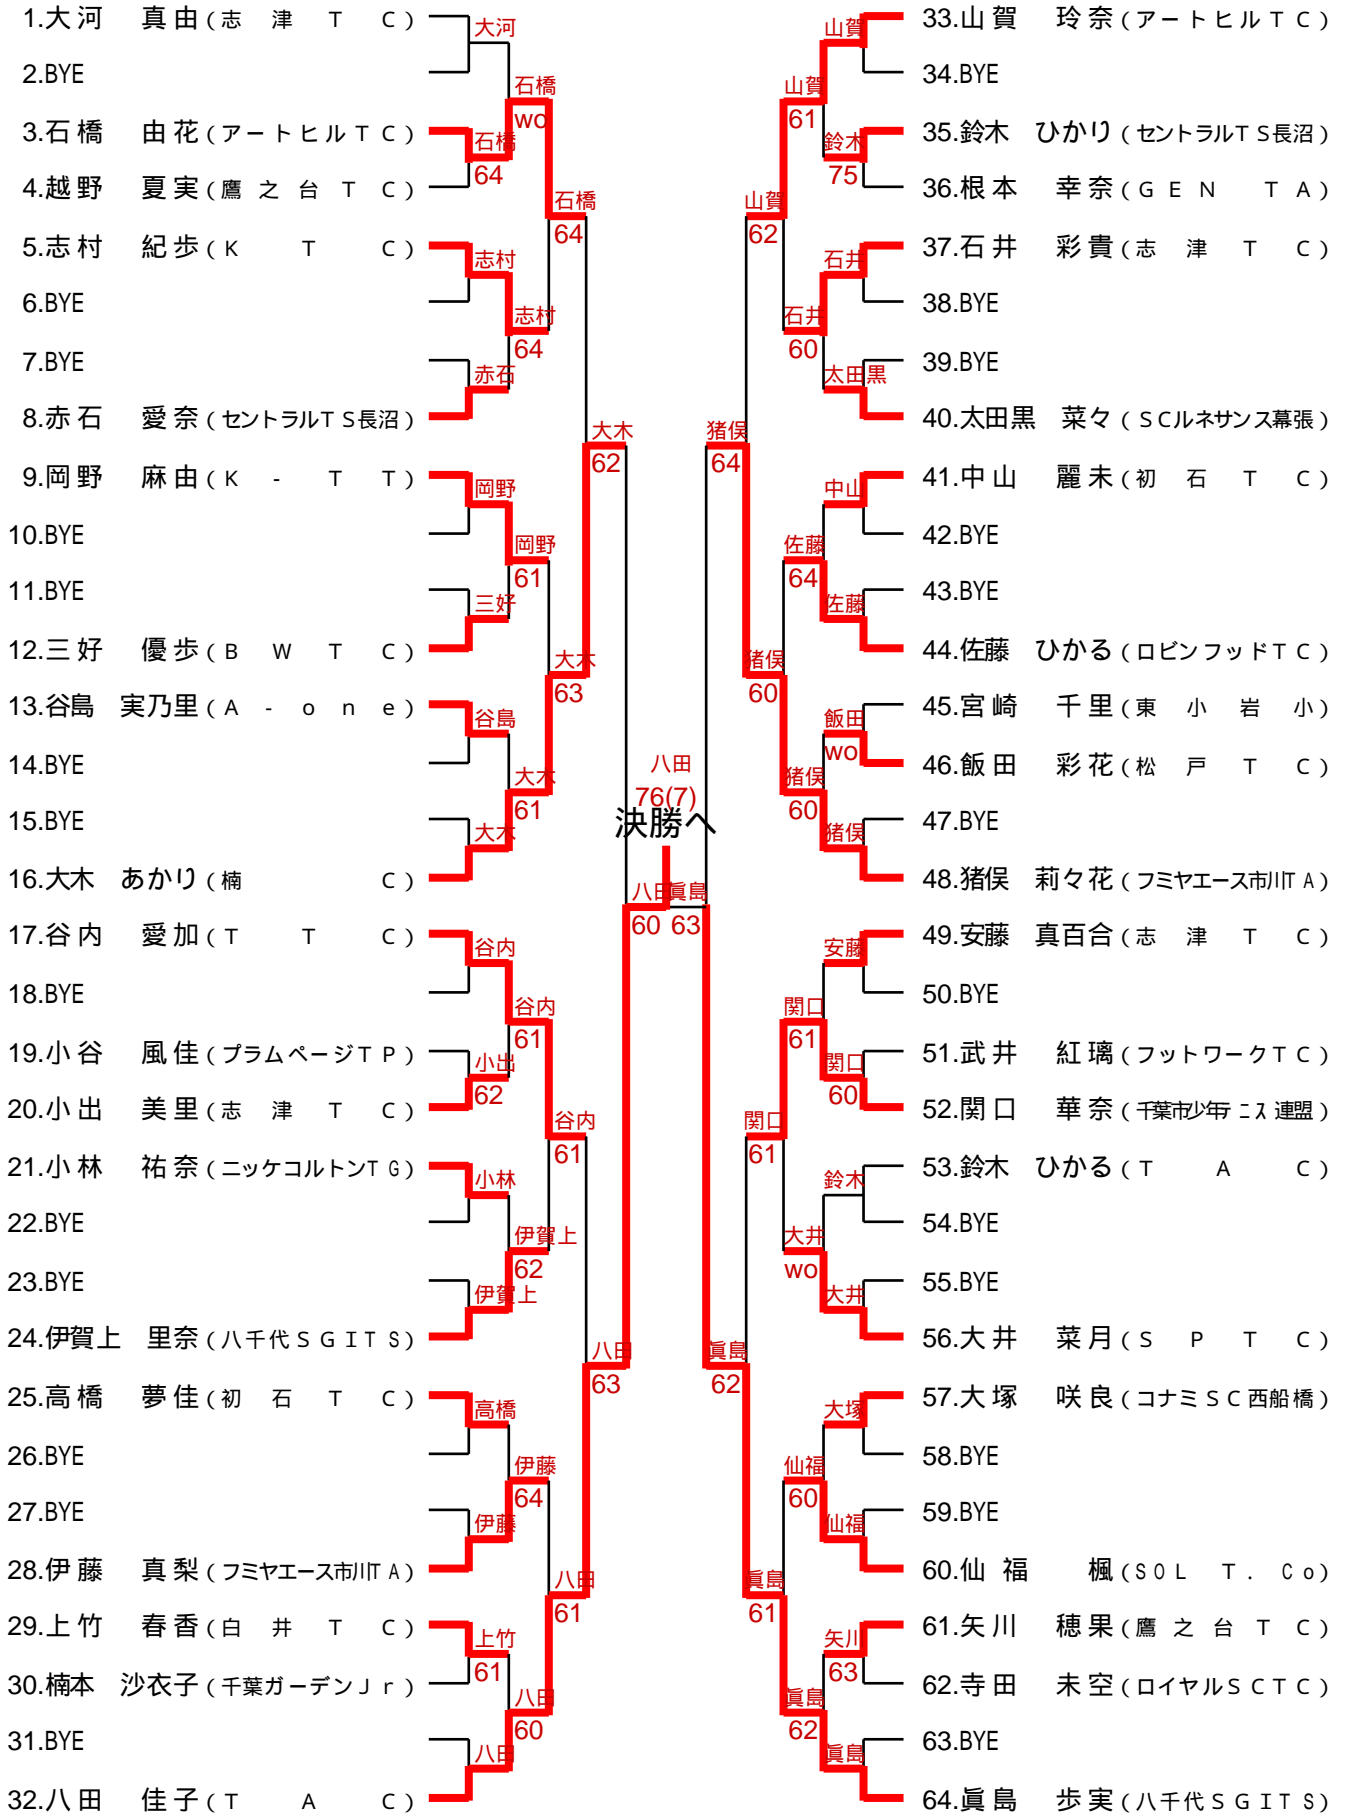 1.大河 真由(志津TC)
2.BYE
3.石橋 由花(アートヒルTC)
4.越野 夏実(鷹之台TC)
5.志村 紀歩(KTC)
6.BYE
7.BYE
8.赤石 愛奈(セントラルTS長沼)
9.岡野 麻由(K-TT)
10.BYE
11.BYE
12.三好 優歩(BWTC)
13.谷島 実乃里(A-one)
14.BYE
15.BYE
16.大木 あかり(楠C)
17.谷内 愛加(TTC)
18.BYE
19.小谷 風佳(プラムページTP)
20.小出 美里(志津TC)
21.小林 祐奈(ニッケコルトンTG)
22.BYE
23.BYE
24.伊賀上 里奈(八千代SGITS)
25.高橋 夢佳(初石TC)
26.BYE
27.BYE
28.伊藤 真梨(フミヤエース市川TA)
29.上竹 春香(白井TC)
30.楠本 沙衣子(千葉ガーデンJr)
31.BYE
32.八田 佳子(TAC)
大河
石橋
64
志村
赤石
岡野
三好
谷島
大木
谷内
小出
62
小林
伊賀上
高橋
伊藤
上竹
61
八田
石橋
wo
志村
64
岡野
61
大木
61
谷内
61
伊賀上
62
伊藤
64
八田
60
石橋
64
大木
63
谷内
61
八田
61
大木
62
八田
63
八田
76(7)
決勝へ
八田
60
眞島
63
猪俣
64
眞島
62
山賀
62
猪俣
60
関口
61
眞島
61
山賀
61
石井
60
佐藤
64
猪俣
60
関口
61
大井
wo
仙福
60
眞島
62
山賀
鈴木
75
石井
太田黒
中山
佐藤
飯田
wo
猪俣
安藤
関口
60
鈴木
大井
大塚
仙福
矢川
63
眞島
33.山賀 玲奈(アートヒルTC)
34.BYE
35.鈴木 ひかり(セントラルTS長沼)
36.根本 幸奈(GEN TA)
37.石井 彩貴(志津TC)
38.BYE
39.BYE
40.太田黒 菜々(SCルネサンス幕張)
41.中山 麗未(初石TC)
42.BYE
43.BYE
44.佐藤 ひかる(ロビンフッドTC)
45.宮崎 千里(東小岩小)
46.飯田 彩花(松戸TC)
47.BYE
48.猪俣 莉々花(フミヤエース市川TA)
49.安藤 真百合(志津TC)
50.BYE
51.武井 紅璃(フットワークTC)
52.関口 華奈(千葉市少年テニス連盟)
53.鈴木 ひかる(TAC)
54.BYE
55.BYE
56.大井 菜月(SPTC)
57.大塚 咲良(コナミSC西船橋)
58.BYE
59.BYE
60.仙福 楓(SOL T.Co)
61.矢川 穂果(鷹之台TC)
62.寺田 未空(ロイヤルSCTC)
63.BYE
64.眞島 歩実(八千代SGITS)